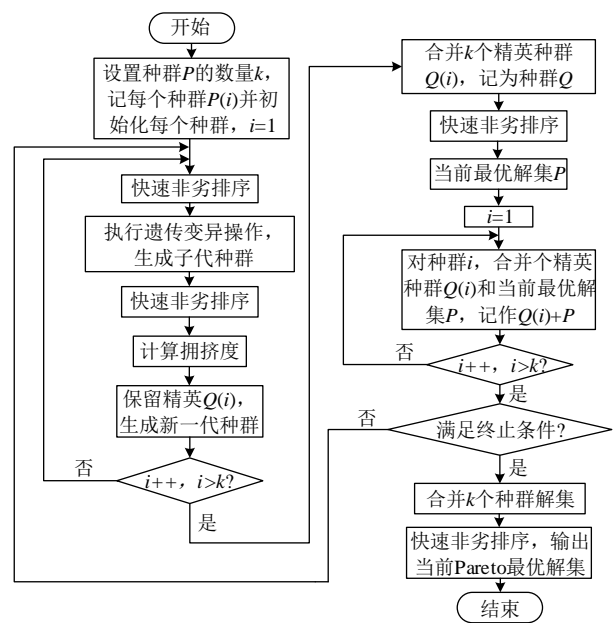 开始
设置种群P的数量k，
记每个种群P(i)并初
始化每个种群，i=1
快速非劣排序
执行遗传变异操作，
生成子代种群
快速非劣排序
计算拥挤度
保留精英Q(i)，
生成新一代种群
否
i++，i>k?
是
合并k个精英种群
Q(i)，记为种群Q
快速非劣排序
当前最优解集P
i=1
对种群i，合并个精英
种群Q(i)和当前最优解
集P，记作Q(i)+P
否
i++，i>k?
是
否
满足终止条件?
是
合并k个种群解集
快速非劣排序，输出
当前Pareto最优解集
结束